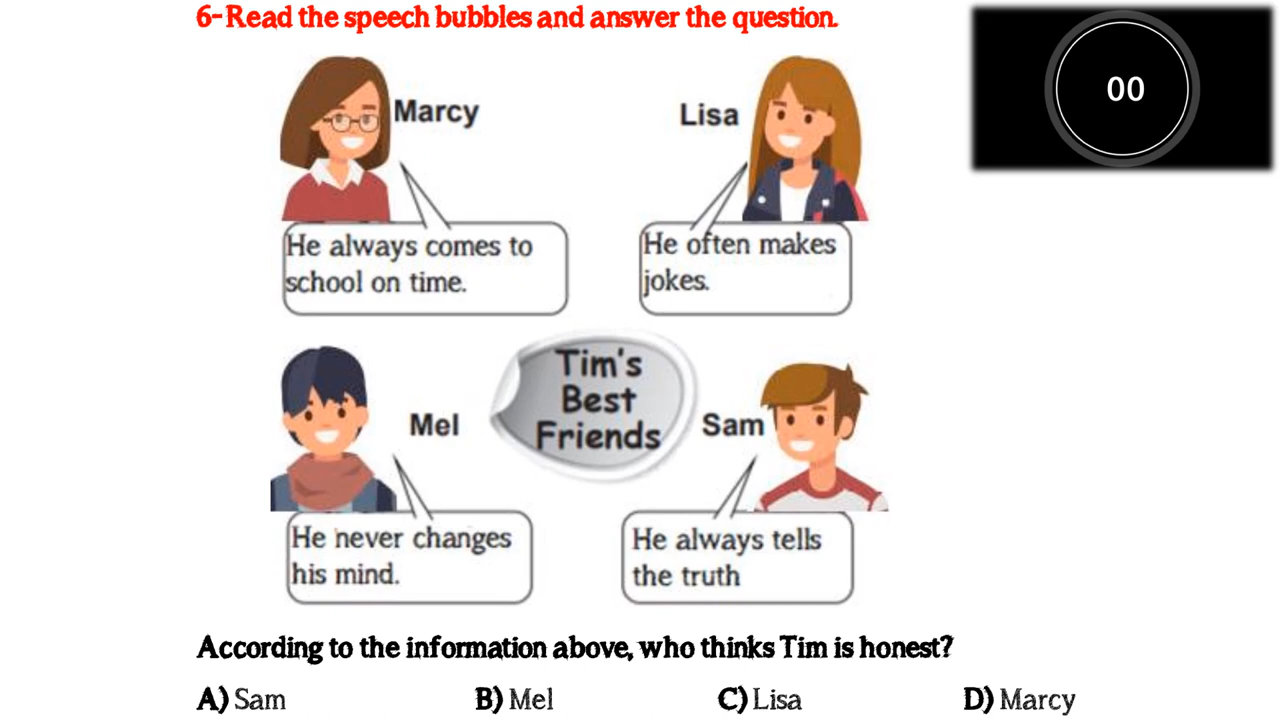 6-Read the speech bubbles and answer the question.
00
Marcy
Lisa
He always comes to
school on time.
He often makes
jokes.
Tim's
Best
Friends
Mel
Sam
He never changes
his mind.
He always tells
the truth
According to the information above, who thinks Tim is honest?
A) Sam B) Mel C) Lisa D) Marcy